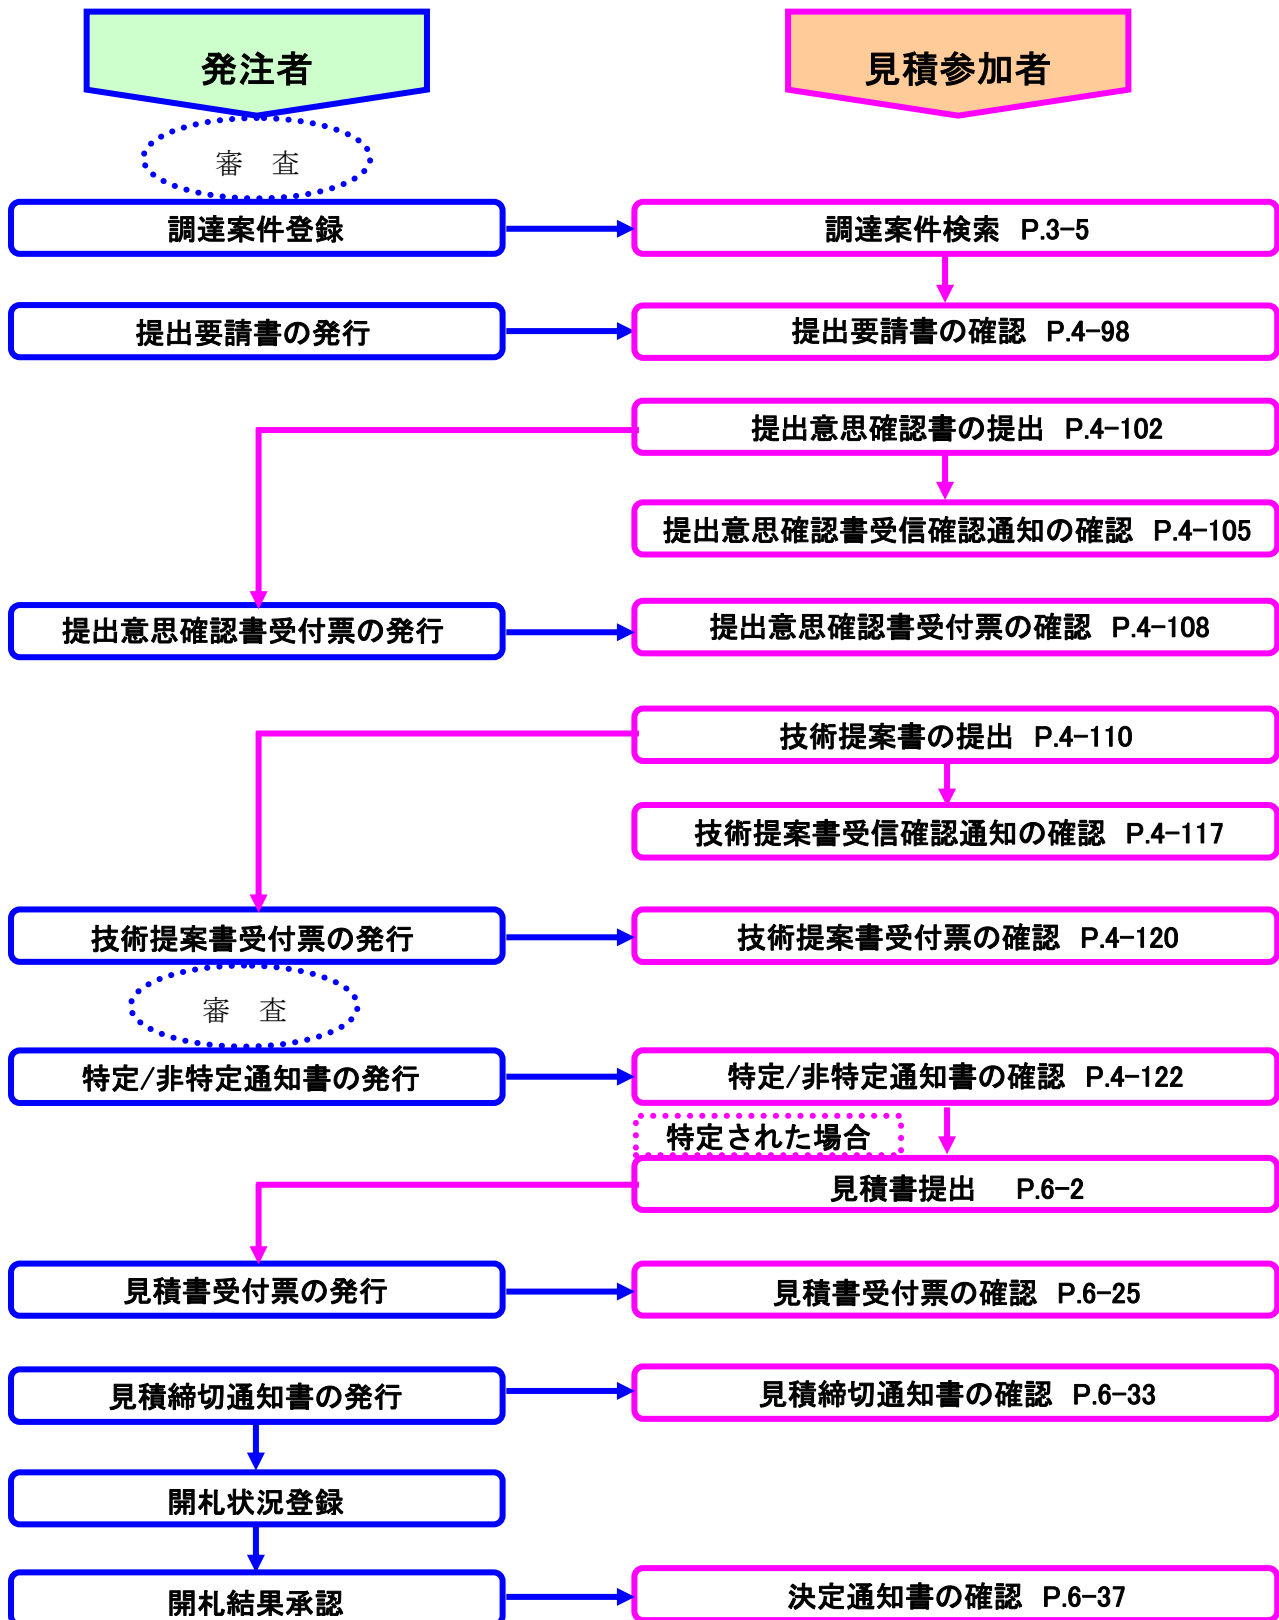 発注者
見積参加者
審　査
調達案件登録
調達案件検索　P.3-5
提出要請書の発行
提出要請書の確認　P.4-98
提出意思確認書の提出　P.4-102
提出意思確認書受信確認通知の確認　P.4-105
提出意思確認書受付票の発行
提出意思確認書受付票の確認　P.4-108
技術提案書の提出　P.4-110
技術提案書受信確認通知の確認　P.4-117
技術提案書受付票の発行
技術提案書受付票の確認　P.4-120
審　査
特定/非特定通知書の発行
特定/非特定通知書の確認　P.4-122
特定された場合
見積書提出　　P.6-2
見積書受付票の発行
見積書受付票の確認　P.6-25
見積締切通知書の発行
見積締切通知書の確認　P.6-33
開札状況登録
開札結果承認
決定通知書の確認　P.6-37